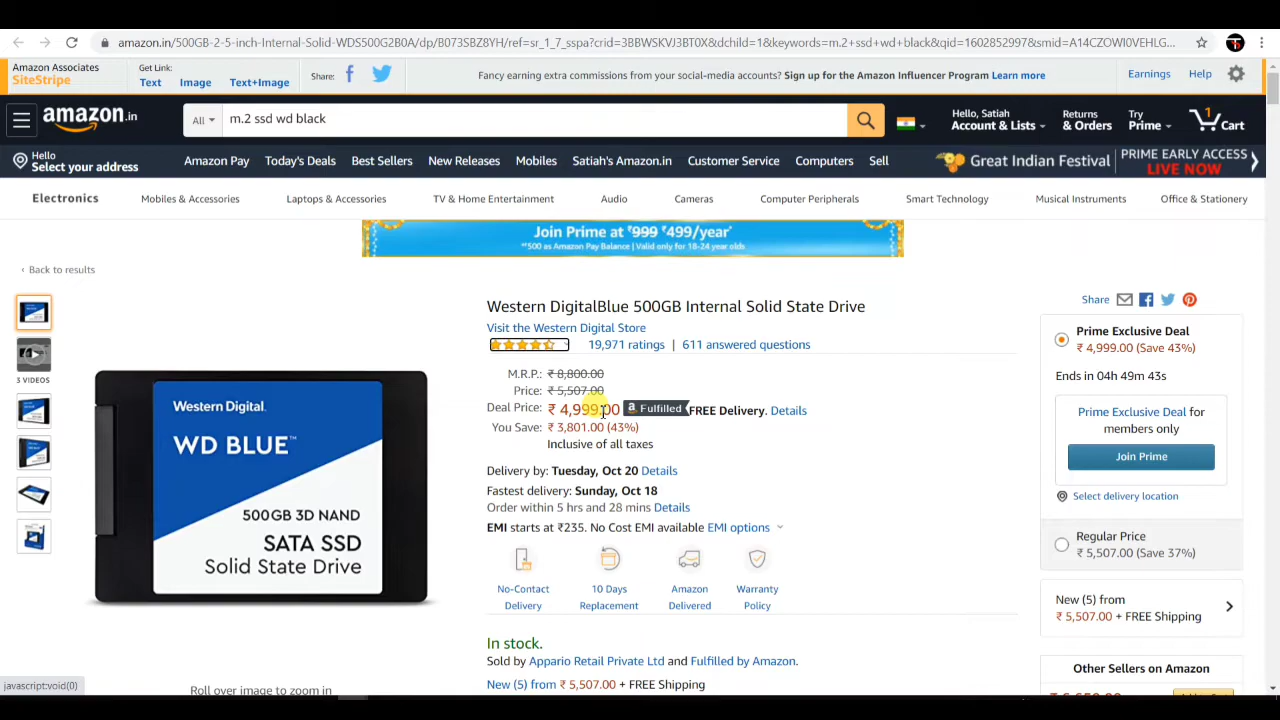 amazon.in/500GB-2-5-inch-Internal-Solid-WDS500G2B0A/dp/B073SBZ8YH/ref=sr_1_7_sspa?crid=3BBWSKVJ3BT0X&dchild=1&keywords=m.2+ssd+wd+black&qid=1602852997&smid=A14CZOWI0VEHLG...
Amazon Associates
SiteStripe
Get Link:
Text Image Text+Image
Share:
Fancy earning extra commissions from your social-media accounts? Sign up for the Amazon Influencer Program Learn more
Earnings Help
amazon.in
All
m.2 ssd wd black
Hello, Satiah
Account & Lists
Returns
& Orders
Try
Prime
1
Cart
Hello
Select your address
Amazon Pay Today's Deals Best Sellers New Releases Mobiles Satiah's Amazon.in Customer Service Computers Sell
Great Indian Festival
PRIME EARLY ACCESS
LIVE NOW
Electronics Mobiles & Accessories Laptops & Accessories TV & Home Entertainment Audio Cameras Computer Peripherals Smart Technology Musical Instruments Office & Stationery
Join Prime at ₹999 ₹499/year*
*₹500 as Amazon Pay Balance | Valid only for 18-24 year olds
‹ Back to results
3 VIDEOS
Western Digital.
WD BLUE™
500GB 3D NAND
SATA SSD
Solid State Drive
Roll over image to zoom in
Western DigitalBlue 500GB Internal Solid State Drive
Visit the Western Digital Store
19,971 ratings | 611 answered questions
M.R.P.: ₹ 8,800.00
Price: ₹ 5,507.00
Deal Price: ₹ 4,999.00 a Fulfilled FREE Delivery. Details
You Save: ₹ 3,801.00 (43%)
Inclusive of all taxes
Delivery by: Tuesday, Oct 20 Details
Fastest delivery: Sunday, Oct 18
Order within 5 hrs and 28 mins Details
EMI starts at ₹235. No Cost EMI available EMI options
No-Contact
Delivery
10 Days
Replacement
Amazon
Delivered
Warranty
Policy
In stock.
Sold by Appario Retail Private Ltd and Fulfilled by Amazon.
New (5) from ₹ 5,507.00 + FREE Shipping
Share
Prime Exclusive Deal
₹ 4,999.00 (Save 43%)
Ends in 04h 49m 43s
Prime Exclusive Deal for
members only
Join Prime
Select delivery location
Regular Price
₹ 5,507.00 (Save 37%)
New (5) from
₹ 5,507.00 + FREE Shipping
Other Sellers on Amazon
javascript:void(0)